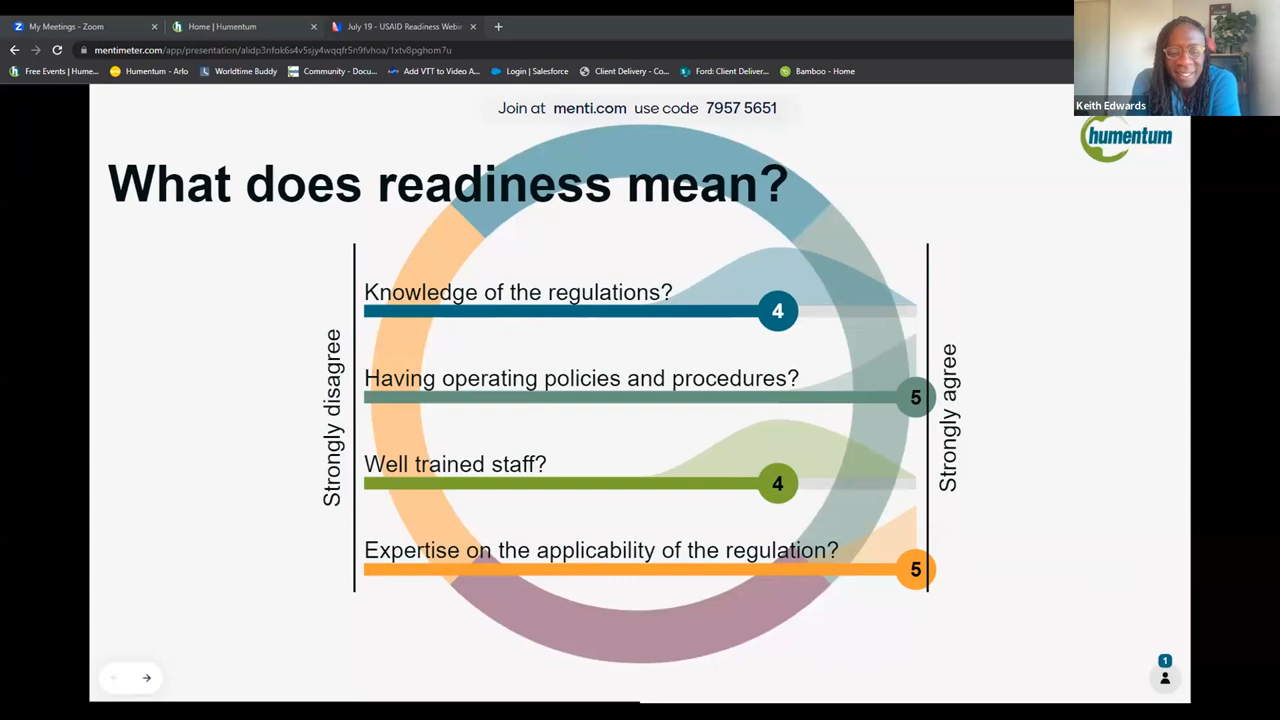 My Meetings - Zoom
Home | Humentum
July 19 - USAID Readiness Webin
mentimeter.com/app/presentation/alidp3nfok6s4v5sjy4wqqfr5n9fvhoa/1xtv8pghom7u
Free Events | Hume...
Humentum - Arlo
Worldtime Buddy
Community - Docu...
Add VTT to Video A...
Login | Salesforce
Client Delivery - Co...
Ford: Client Deliver...
Bamboo - Home
Keith Edwards
Join at menti.com use code 7957 5651
humentum
What does readiness mean?
Strongly disagree
Knowledge of the regulations?
4
Having operating policies and procedures?
5
Well trained staff?
4
Expertise on the applicability of the regulation?
5
Strongly agree
1